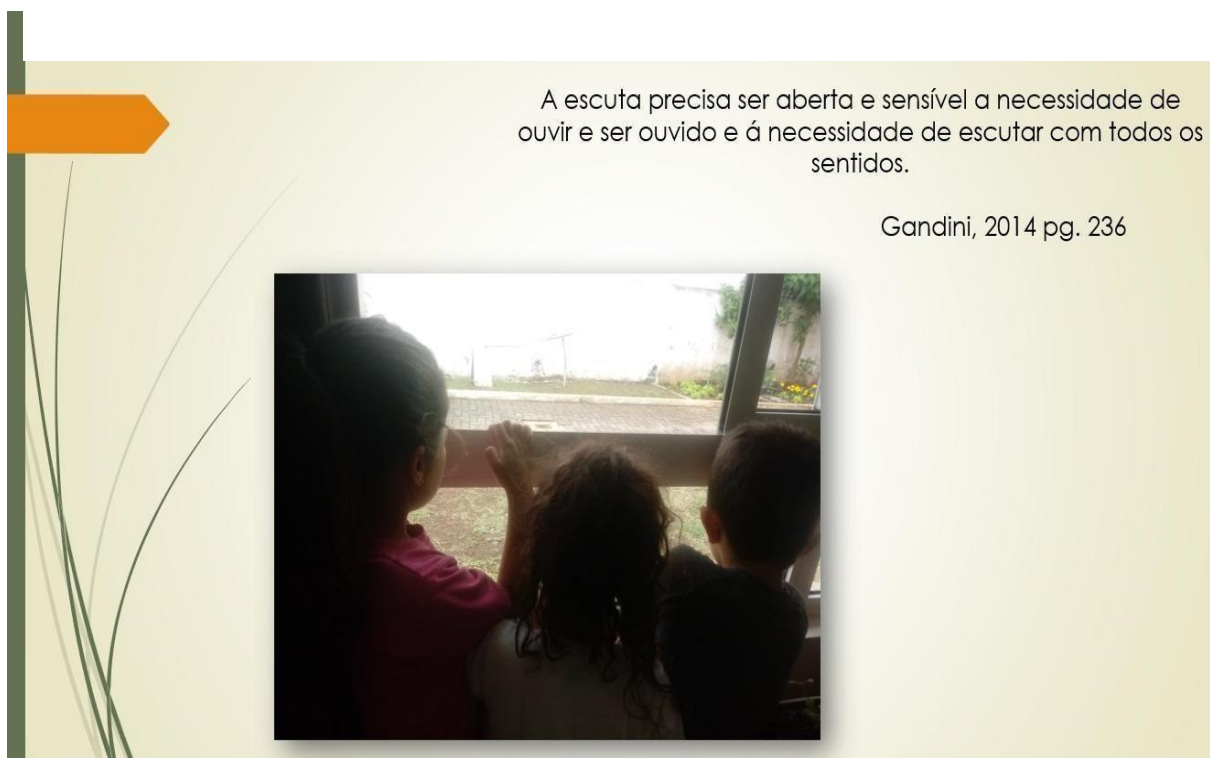 A escuta precisa ser aberta e sensível a necessidade de
ouvir e ser ouvido e á necessidade de escutar com todos os
sentidos.
Gandini, 2014 pg. 236